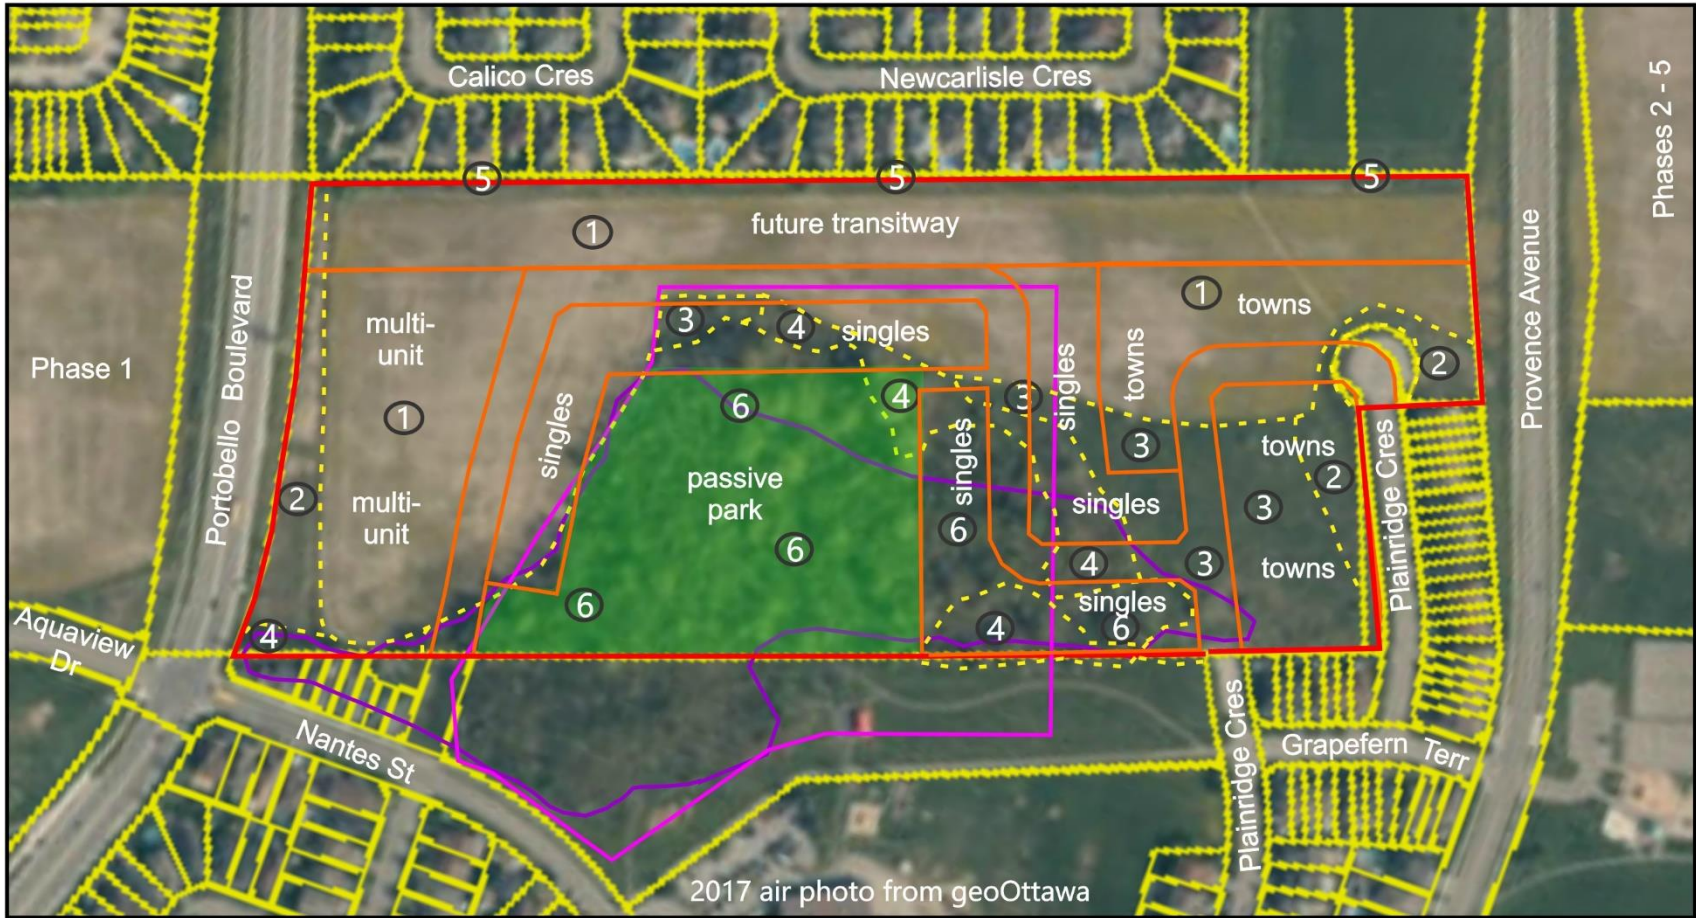 Calico Cres
Newcarlisle Cres
Phases 2 - 5
5
5
5
1
future transitway
Portobello Boulevard
Provence Avenue
multi-
unit
3
4
singles
1
towns
Phase 1
singles
towns
2
6
4
3
1
singles
singles
3
towns
2
multi-
unit
2
passive
park
6
singles
3
Plainridge Cres
6
4
3
towns
6
singles
4
6
4
Aquaview
Dr
Nantes St
Plainridge Cres
Grapefern Terr
2017 air photo from geoOttawa